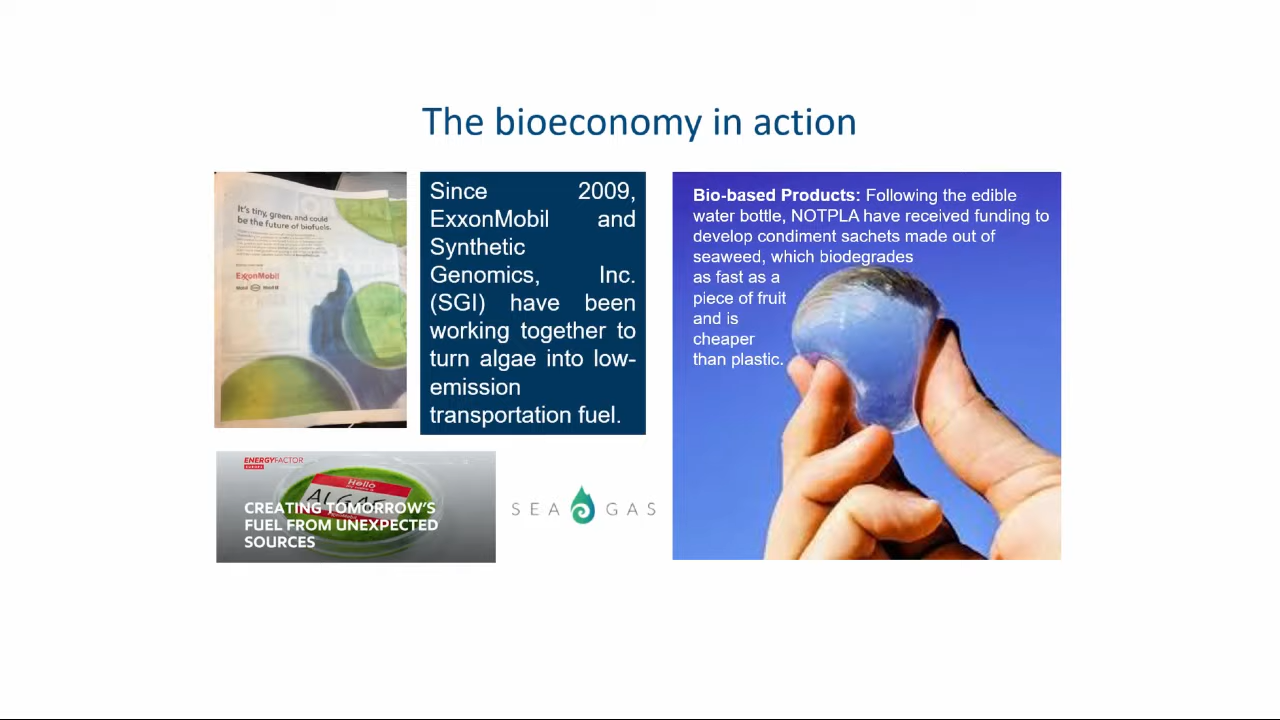 The bioeconomy in action
It's tiny, green, and could
be the future of biofuels.
ExxonMobil
Since 2009,
ExxonMobil and
Synthetic
Genomics, Inc.
(SGI) have been
working together to
turn algae into low-
emission
transportation fuel.
Bio-based Products: Following the edible
water bottle, NOTPLA have received funding to
develop condiment sachets made out of
seaweed, which biodegrades
as fast as a
piece of fruit
and is
cheaper
than plastic.
ENERGYFACTOR
Hello
ALGAE
CREATING TOMORROW'S
FUEL FROM UNEXPECTED
SOURCES
SEA GAS